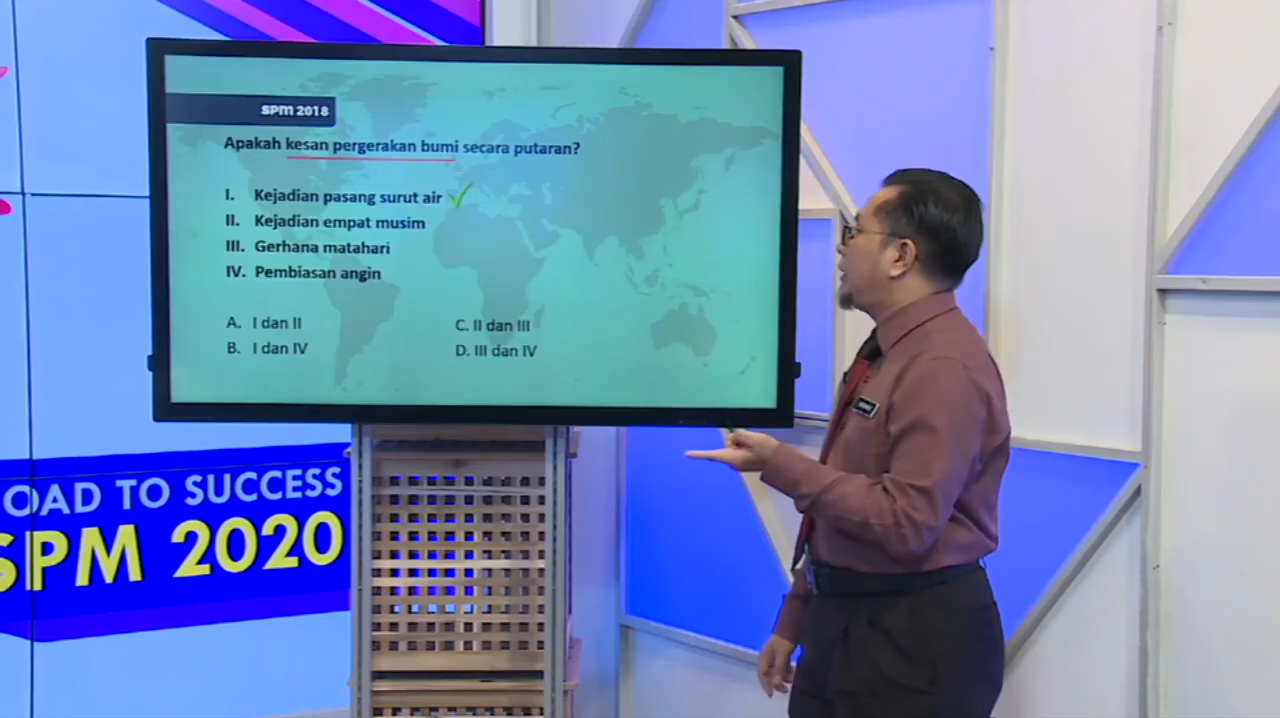 SPM 2018
Apakah kesan pergerakan bumi secara putaran?
I. Kejadian pasang surut air
II. Kejadian empat musim
III. Gerhana matahari
IV. Pembiasan angin
A. I dan II
C. II dan III
B. I dan IV
D. III dan IV
OAD TO SUCCESS
SPM 2020